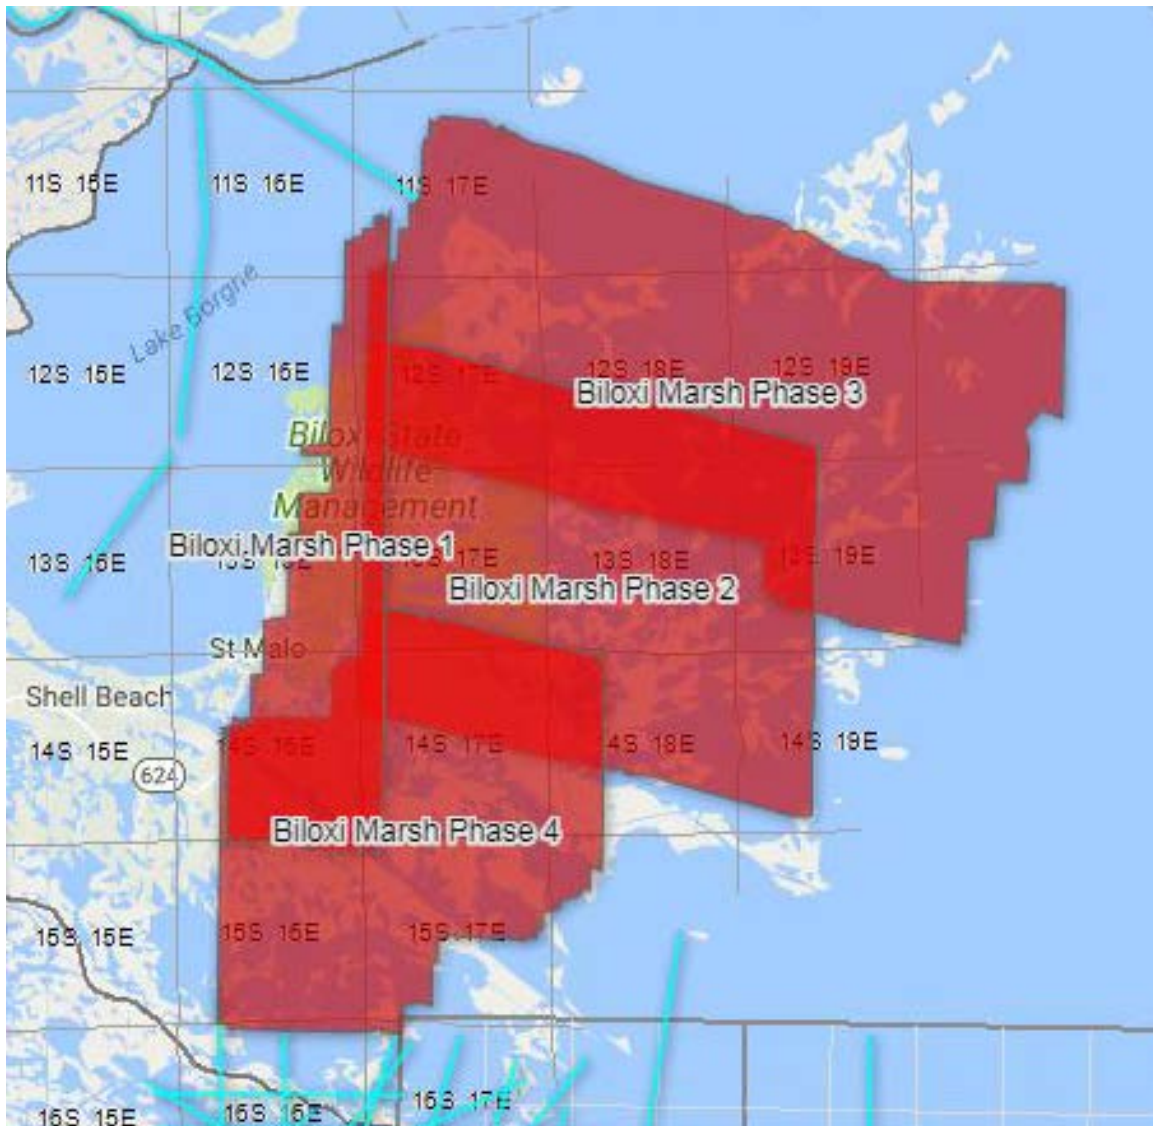 11S 15E
11S 16E
11S 17E
Lake Borgne
12S 15E
12S 16E
12S 17E
12S 18E
12S 19E
Biloxi Marsh Phase 3
Biloxi State
Wildlife
Management
Biloxi Marsh Phase 1
13S 16E
17E
13S 18E
13S 19E
Biloxi Marsh Phase 2
St Malo
Shell Beach
14S 15E
14S 16E
14S 17E
4S 18E
14S 19E
624
Biloxi Marsh Phase 4
15S 15E
15S 15E
15S 17E
16S 15E
16S 16E
16S 17E